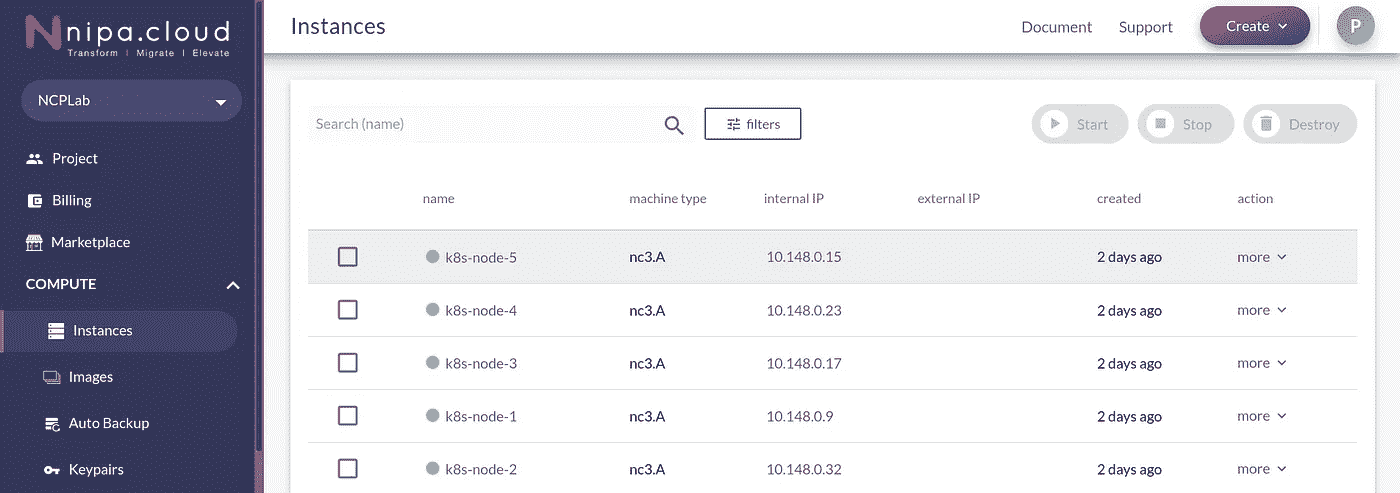 nipa.cloud
Transform | Migrate | Elevate
NCPLab
Project
Billing
Marketplace
COMPUTE
Instances
Images
Auto Backup
Keypairs
Instances
Document Support Create P
Search (name) filters Start Stop Destroy
name machine type internal IP external IP created action
k8s-node-5 nc3.A 10.148.0.15 2 days ago more
k8s-node-4 nc3.A 10.148.0.23 2 days ago more
k8s-node-3 nc3.A 10.148.0.17 2 days ago more
k8s-node-1 nc3.A 10.148.0.9 2 days ago more
k8s-node-2 nc3.A 10.148.0.32 2 days ago more